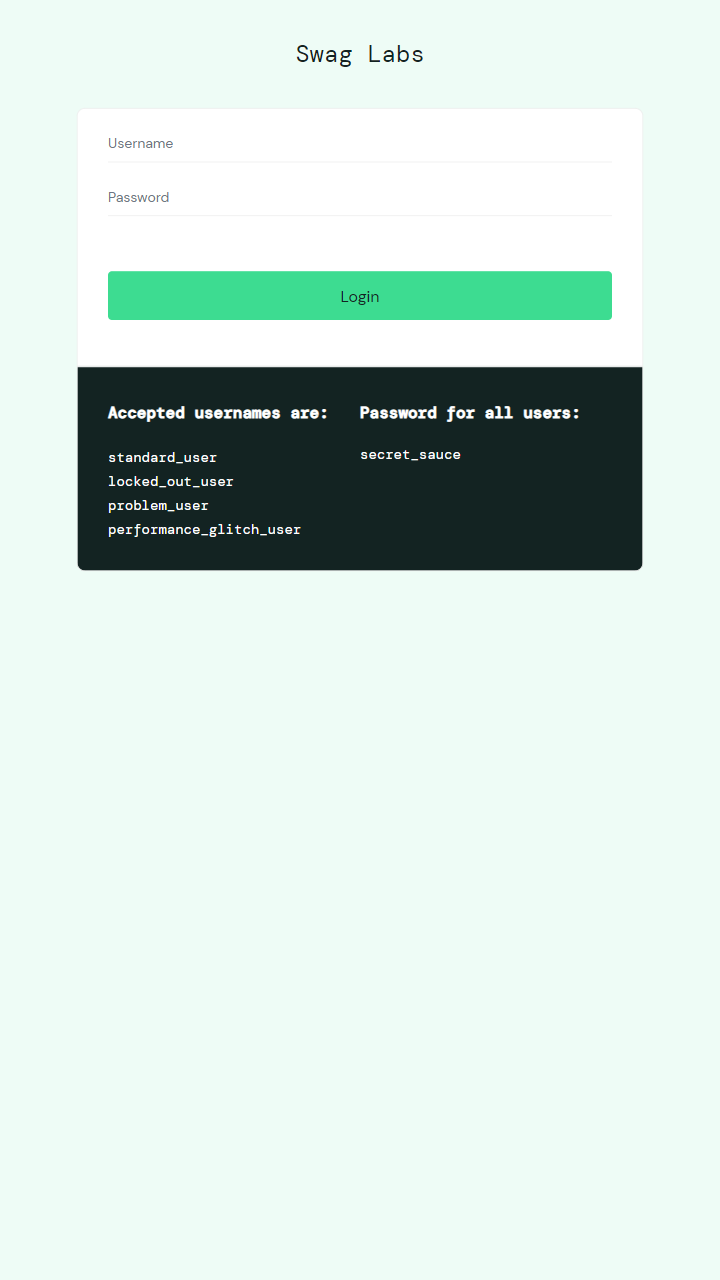 Swag Labs
Username
Password
Login
Accepted usernames are:
standard_user
locked_out_user
problem_user
performance_glitch_user
Password for all users:
secret_sauce